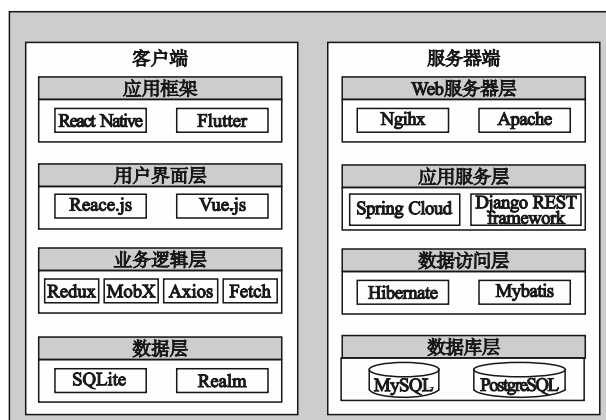 客户端
应用框架
React Native
Flutter
用户界面层
Reace.js
Vue.js
业务逻辑层
Redux
MobX
Axios
Fetch
数据层
SQLite
Realm
服务器端
Web服务器层
Ngihx
Apache
应用服务层
Spring Cloud
Django REST
framework
数据访问层
Hibernate
Mybatis
数据库层
MySQL
PostgreSQL